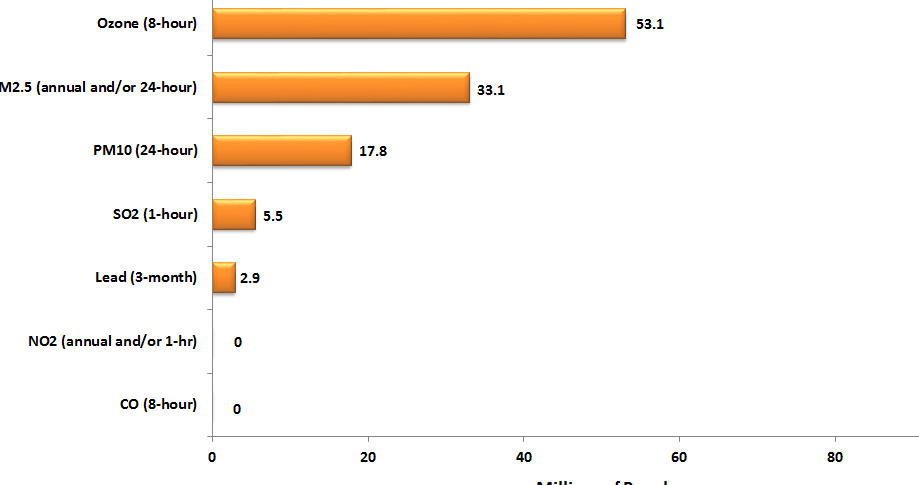 Ozone (8-hour) 53.1
M2.5 (annual and/or 24-hour) 33.1
PM10 (24-hour) 17.8
SO2 (1-hour) 5.5
Lead (3-month) 2.9
NO2 (annual and/or 1-hr) 0
CO (8-hour) 0
0 20 40 60 80